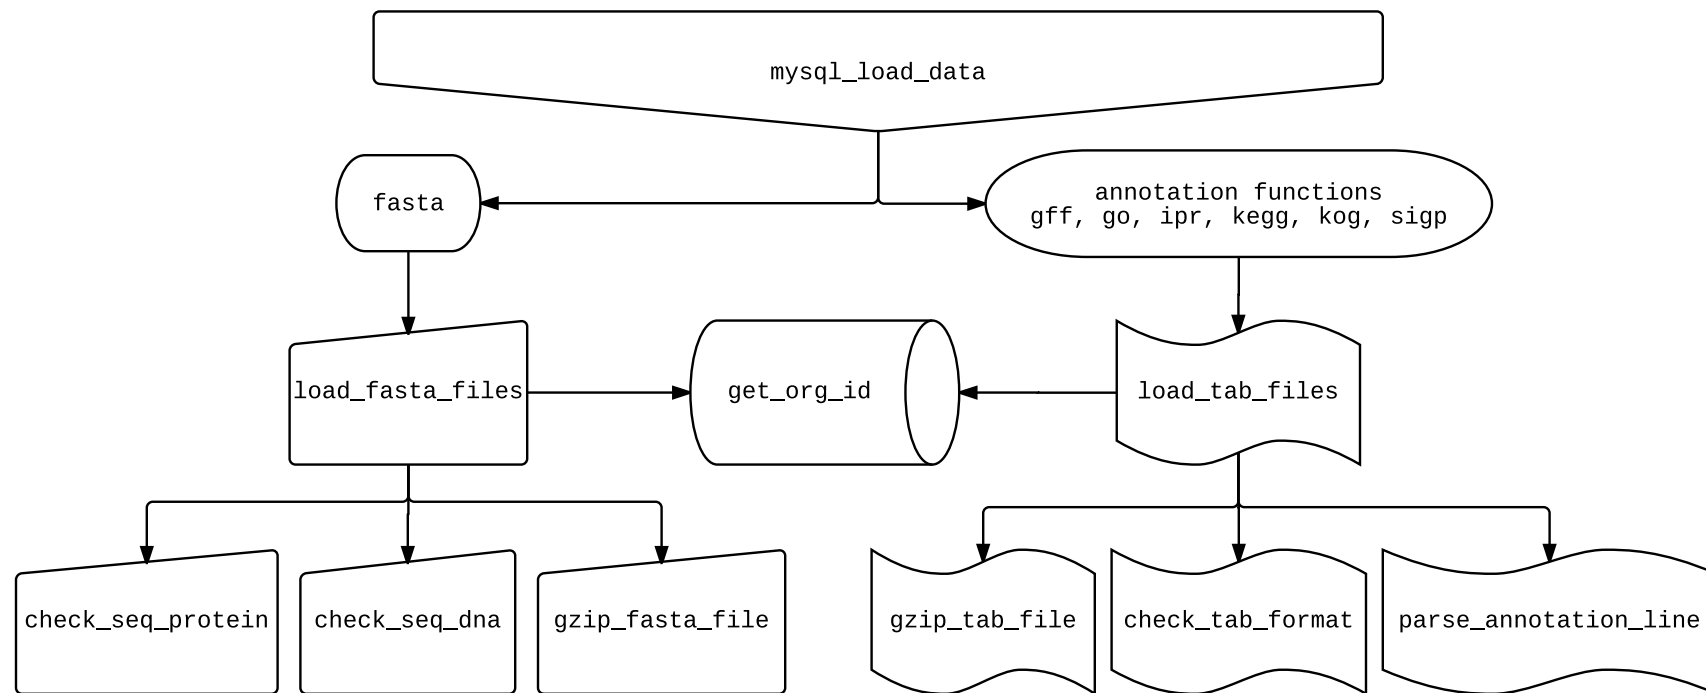 mysql_load_data
fasta
annotation functions
gff, go, ipr, kegg, kog, sigp
load_fasta_files
get_org_id
load_tab_files
check_seq_protein
check_seq_dna
gzip_fasta_file
gzip_tab_file
check_tab_format
parse_annotation_line